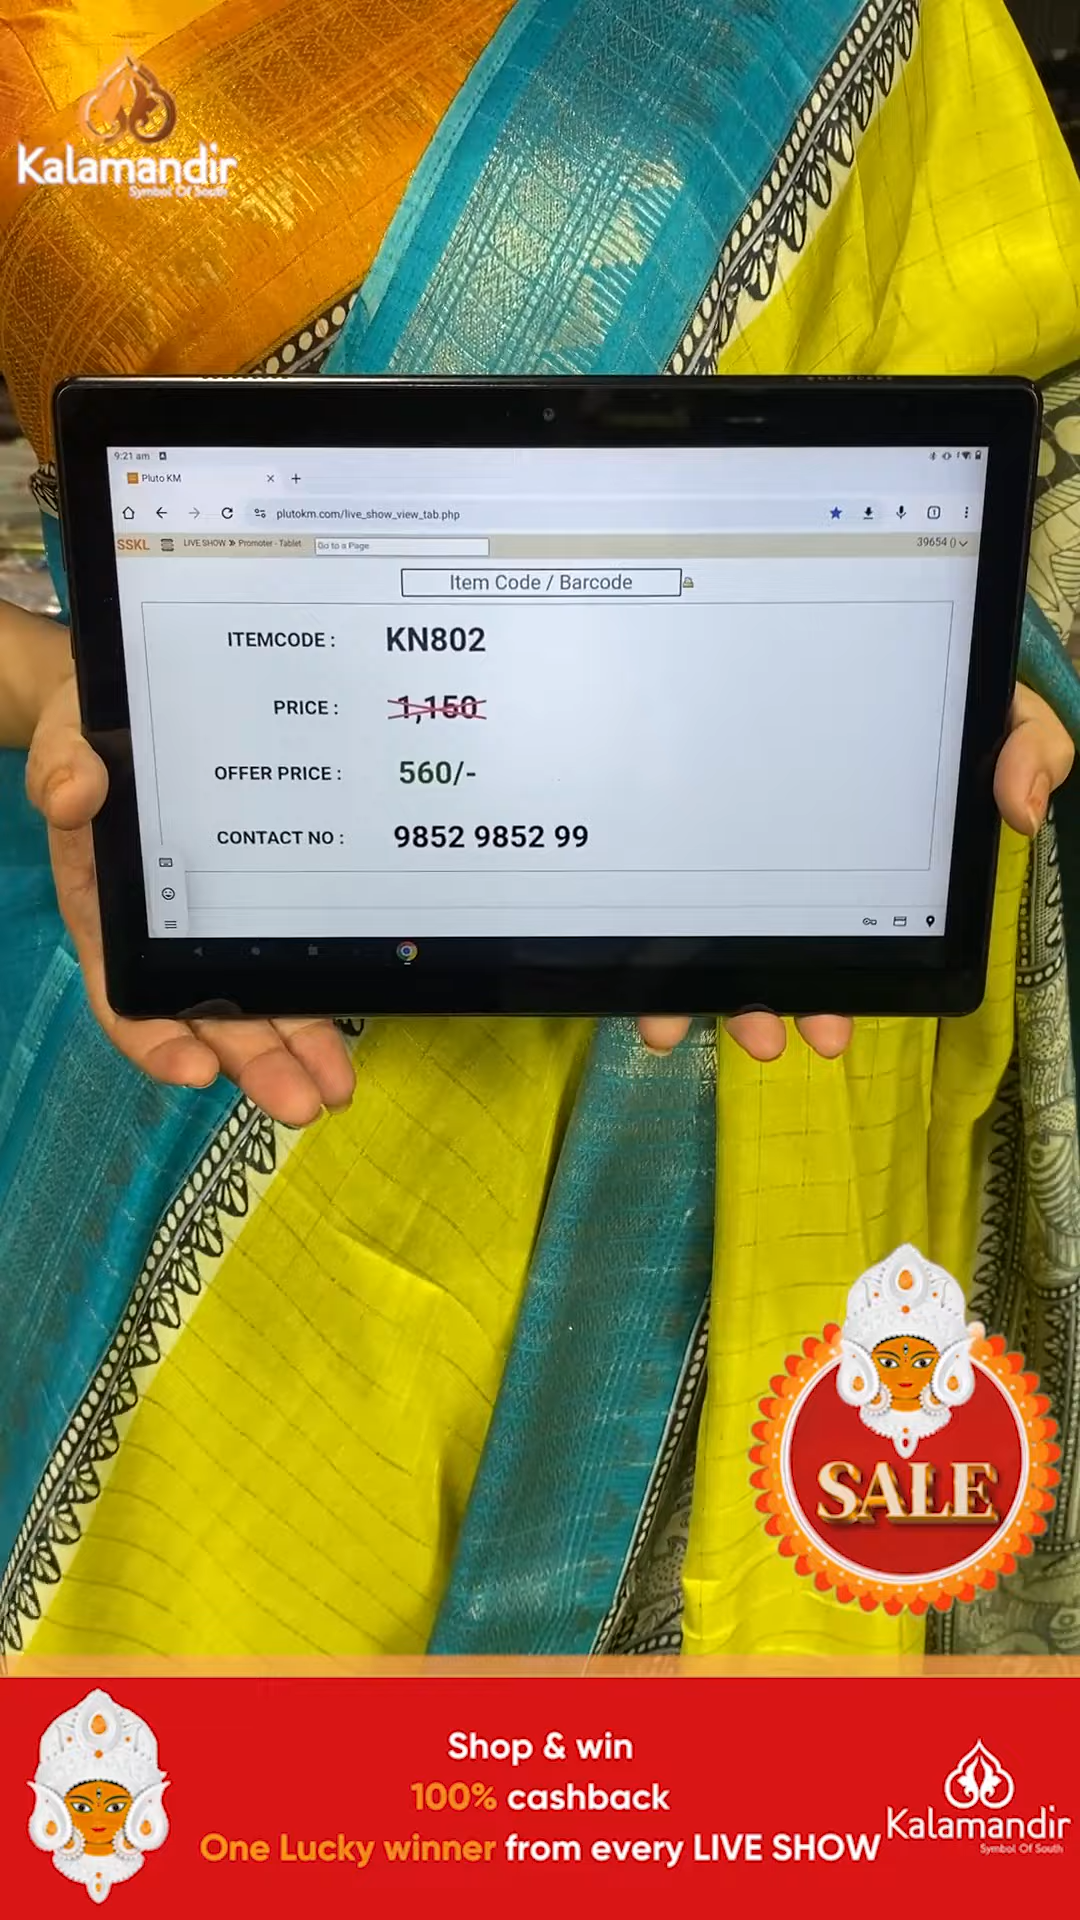 Kalamandir
Symbol Of South
9:21 am
Pluto KM
plutokm.com/live_show_view_tab.php
SSKL
LIVE SHOW » Promoter - Tablet
Go to a Page
39654 ()
Item Code / Barcode
ITEMCODE : KN802
PRICE : 1,150
OFFER PRICE : 560/-
CONTACT NO : 9852 9852 99
SALE
Shop & win
100% cashback
One Lucky winner from every LIVE SHOW
Kalamandir
Symbol Of South